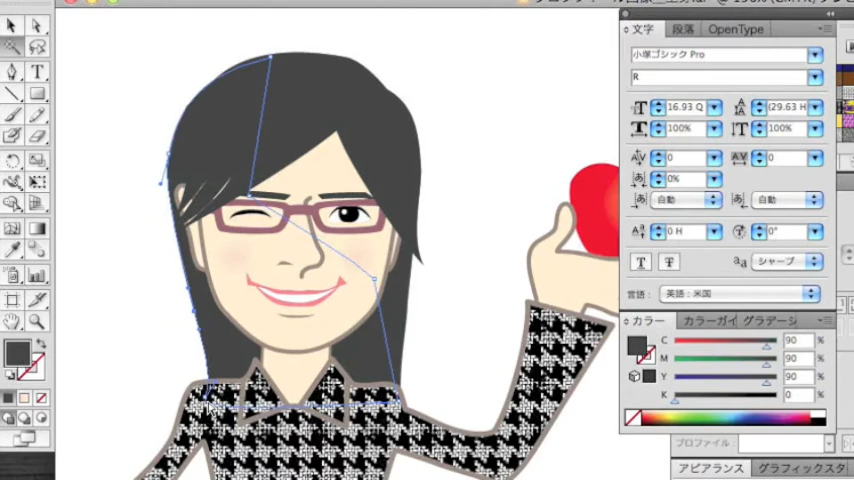 文字 段落 OpenType
小塚ゴシック Pro
R
16.93 Q (29.63 H
100% 100%
0 0
0%
自動 自動
0 H 0°
シャープ
言語: 英語:米国
カラー カラーガイ グラデージ
C 90 %
M 90 %
Y 90 %
K 0 %
プロファイル:
アピアランス グラフィックスタ